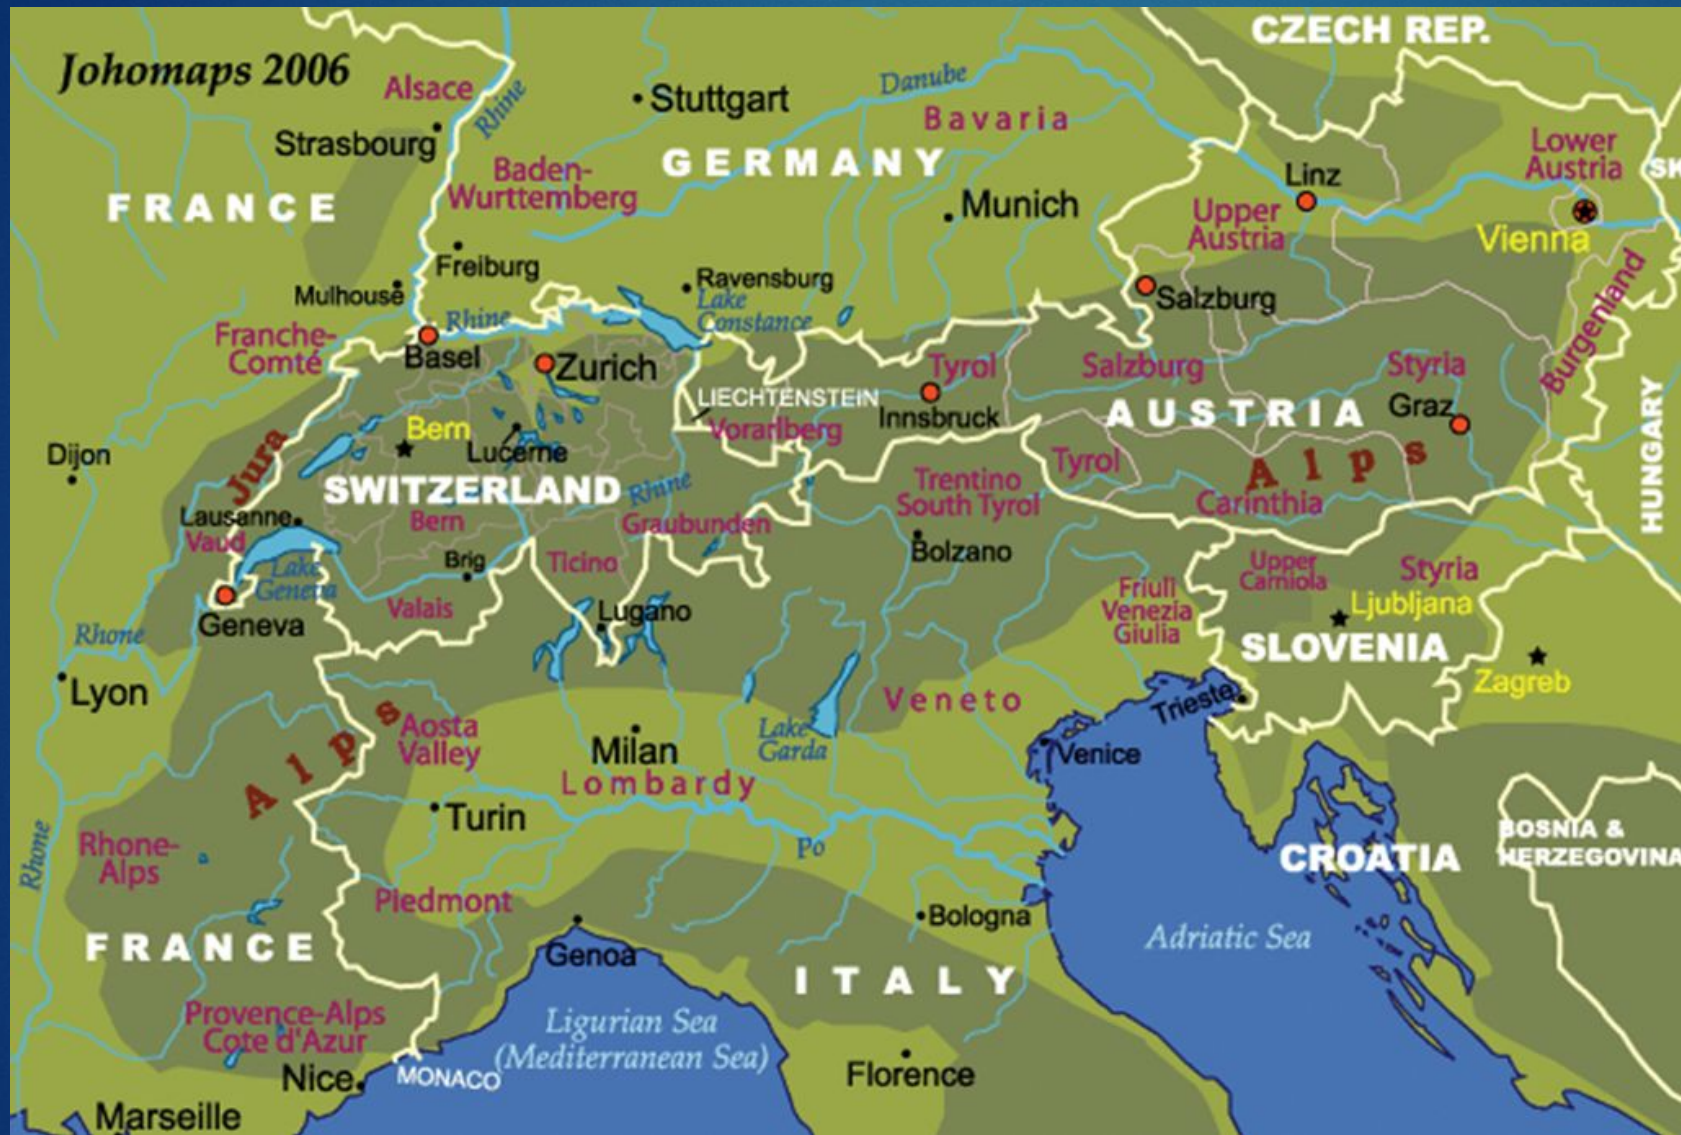 CZECH REP.
Johomaps 2006
Alsace
Rhine
Stuttgart
Danube
Bavaria
Strasbourg
GERMANY
Lower
Austria
SK
Baden-
Wurttemberg
Linz
FRANCE
Munich
Upper
Austria
Vienna
Freiburg
Ravensburg
Mulhouse
Lake
Constance
Salzburg
Burgenland
Rhine
Franche-
Comté
Basel
Zurich
Tyrol
Salzburg
Styria
LIECHTENSTEIN
Innsbruck
AUSTRIA
Graz
HUNGARY
Bern
Vorarlberg
Dijon
Jura
Lucerne
Tyrol
Alps
SWITZERLAND
Rhine
Trentino
South Tyrol
Carinthia
Lausanne
Vaud
Bern
Graubunden
Bolzano
Brig
Ticino
Upper
Carniola
Styria
Lake
Geneva
Valais
Friuli
Venezia
Giulia
Ljubljana
Geneva
Lugano
Rhone
SLOVENIA
Lyon
Veneto
Trieste
Zagreb
Alps
Aosta
Valley
Milan
Lake
Garda
Venice
Lombardy
Turin
Po
Rhone
Rhone-
Alps
CROATIA
BOSNIA &
HERZEGOVINA
Piedmont
Bologna
FRANCE
Genoa
Adriatic Sea
ITALY
Provence-Alps
Cote d'Azur
Ligurian Sea
(Mediterranean Sea)
Nice
MONACO
Florence
Marseille